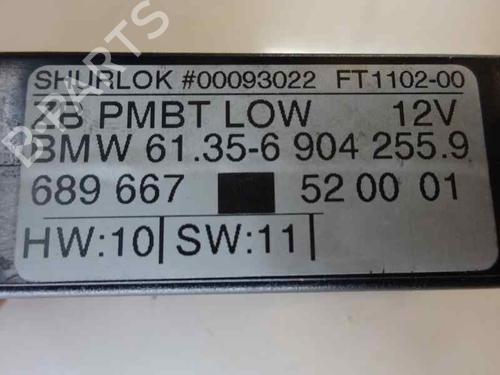 B-PARTS
SHURLOK #00093022 FT1102-00
ZB PMBT LOW 12V
BMW 61.35-6 904 255.9
689 667 52 00 01
HW:10 SW:11